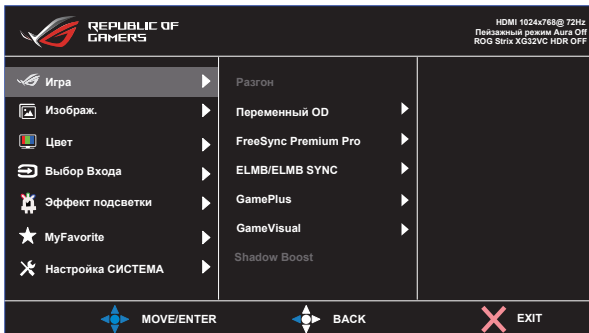 REPUBLIC OF
GAMERS
HDMI 1024x768@ 72Hz
Пейзажный режим Aura Off
ROG Strix XG32VC HDR OFF
Игра
Изображ.
Цвет
Выбор Входа
Эффект подсветки
MyFavorite
Настройка СИСТЕМА
Разгон
Переменный OD
FreeSync Premium Pro
ELMB/ELMB SYNC
GamePlus
GameVisual
Shadow Boost
MOVE/ENTER
BACK
EXIT